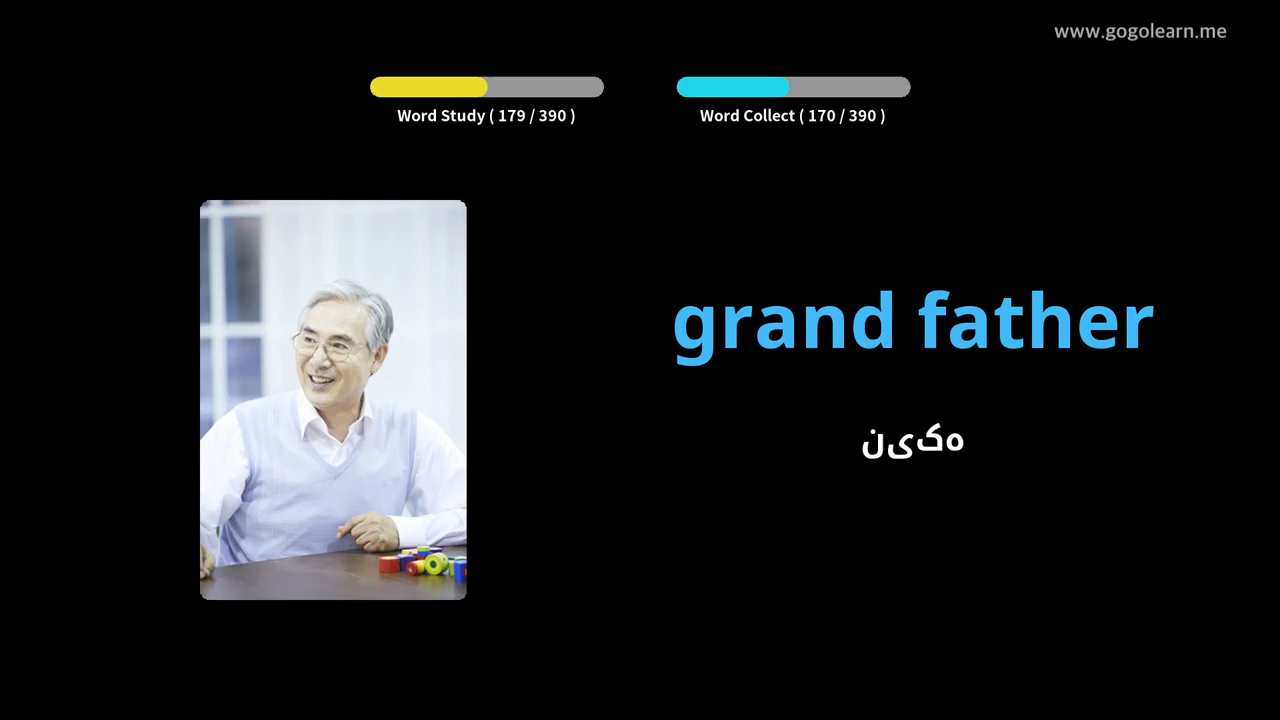 www.gogolearn.me
Word Study ( 179 / 390 )
Word Collect ( 170 / 390 )
grand father
نیکه